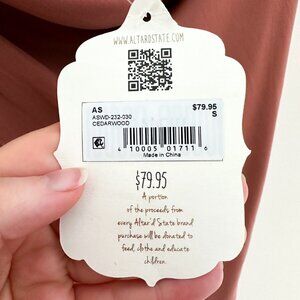 WWW.ALTARDSTATE.COM
AS $79.95
ASWD-232-030 S
CEDARWOOD
4 10005 01711 6
Made in China
$79.95
A portion
of the proceeds from
every Altar'd State brand
purchase will be donated to
feed, clothe and educate
children.